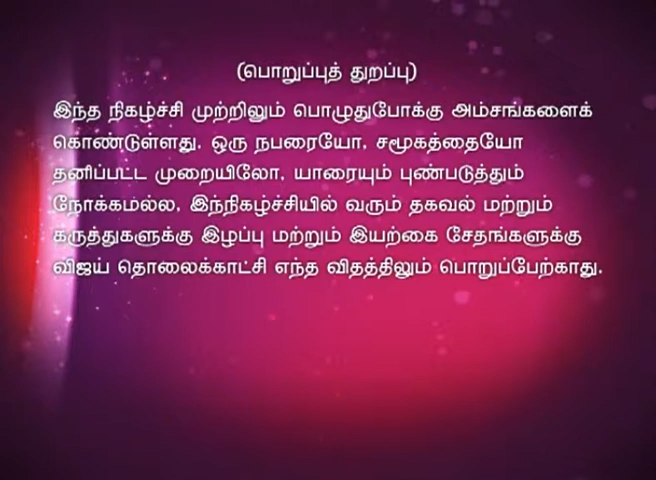 (பொறுப்புத் துறப்பு)
இந்த நிகழ்ச்சி முற்றிலும் பொழுதுபோக்கு அம்சங்களைக்
கொண்டுள்ளது. ஒரு நபரையோ, சமூகத்தையோ
தனிப்பட்ட முறையிலோ, யாரையும் புண்படுத்தும்
நோக்கமல்ல, இந்நிகழ்ச்சியில் வரும் தகவல் மற்றும்
கருத்துகளுக்கு இழப்பு மற்றும் இயற்கை சேதங்களுக்கு
விஜய் தொலைக்காட்சி எந்த விதத்திலும் பொறுப்பேற்காது.